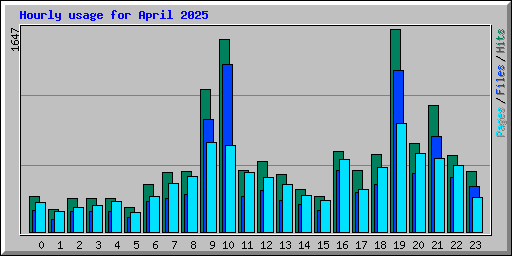 Hourly usage for April 2025
1647
Pages / Files / Hits
0 1 2 3 4 5 6 7 8 9 10 11 12 13 14 15 16 17 18 19 20 21 22 23